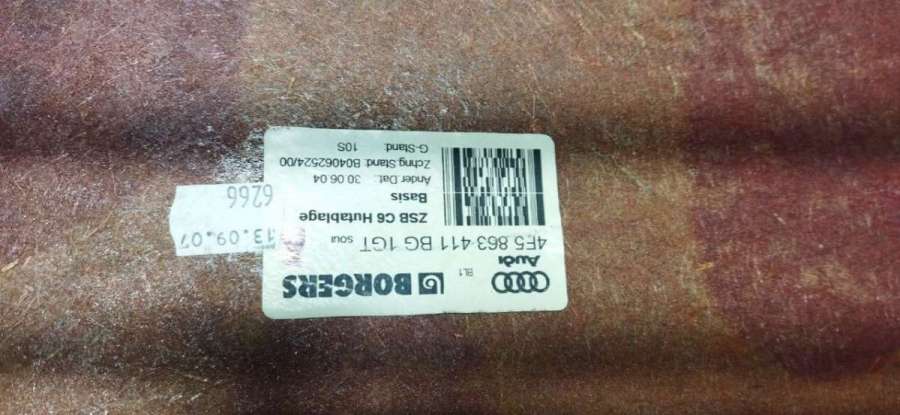 Audi
BL1
BORGERS
4E5 863 411 BG 1GT
soul
ZSB C6 Hutablage
Basis
Änder Dat.: 30 06 04
Zchng.Stand: B04062524/00
G-Stand: 10S
13.09.07
6266